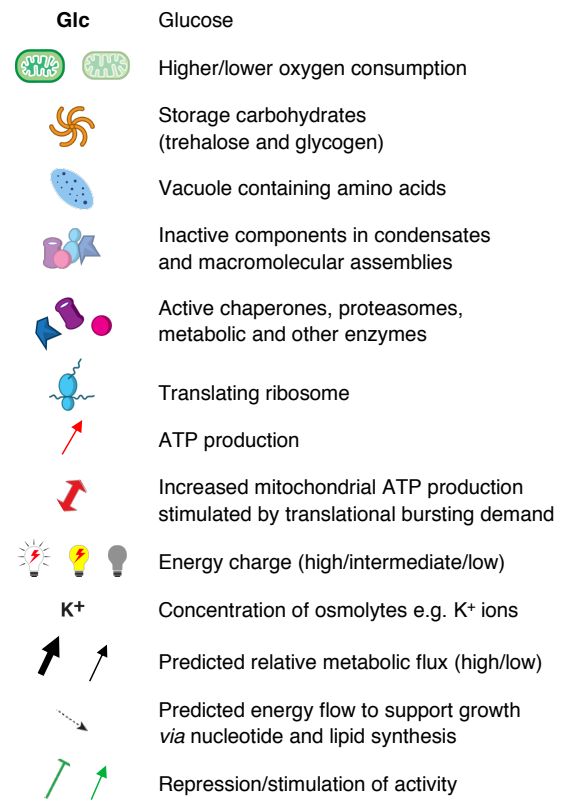 Glc Glucose
Higher/lower oxygen consumption
Storage carbohydrates
(trehalose and glycogen)
Vacuole containing amino acids
Inactive components in condensates
and macromolecular assemblies
Active chaperones, proteasomes,
metabolic and other enzymes
Translating ribosome
ATP production
Increased mitochondrial ATP production
stimulated by translational bursting demand
Energy charge (high/intermediate/low)
K⁺ Concentration of osmolytes e.g. K⁺ ions
Predicted relative metabolic flux (high/low)
Predicted energy flow to support growth
via nucleotide and lipid synthesis
Repression/stimulation of activity